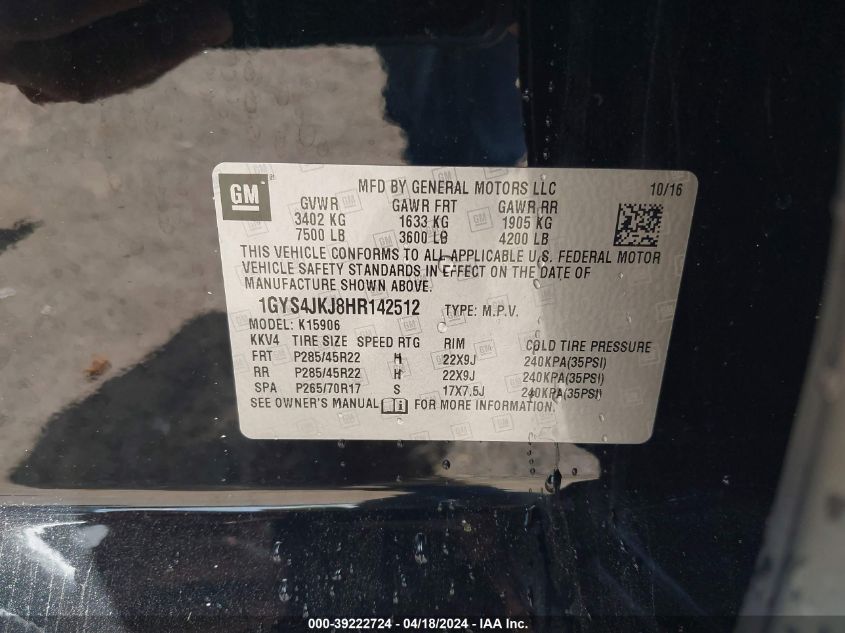 GM
MFD BY GENERAL MOTORS LLC 10/16
GVWR GAWR FRT GAWR RR
3402 KG 1633 KG 1905 KG
7500 LB 3600 LB 4200 LB
THIS VEHICLE CONFORMS TO ALL APPLICABLE U.S. FEDERAL MOTOR
VEHICLE SAFETY STANDARDS IN EFFECT ON THE DATE OF
MANUFACTURE SHOWN ABOVE.
1GYS4JKJ8HR142512 TYPE: M.P.V.
MODEL: K15906
KKV4 TIRE SIZE SPEED RTG RIM COLD TIRE PRESSURE
FRT P285/45R22 H 22X9J 240KPA(35PSI)
RR P285/45R22 H 22X9J 240KPA(35PSI)
SPA P265/70R17 S 17X7.5J 240KPA(35PSI)
SEE OWNER'S MANUAL FOR MORE INFORMATION.
000-39222724 - 04/18/2024 - IAA Inc.